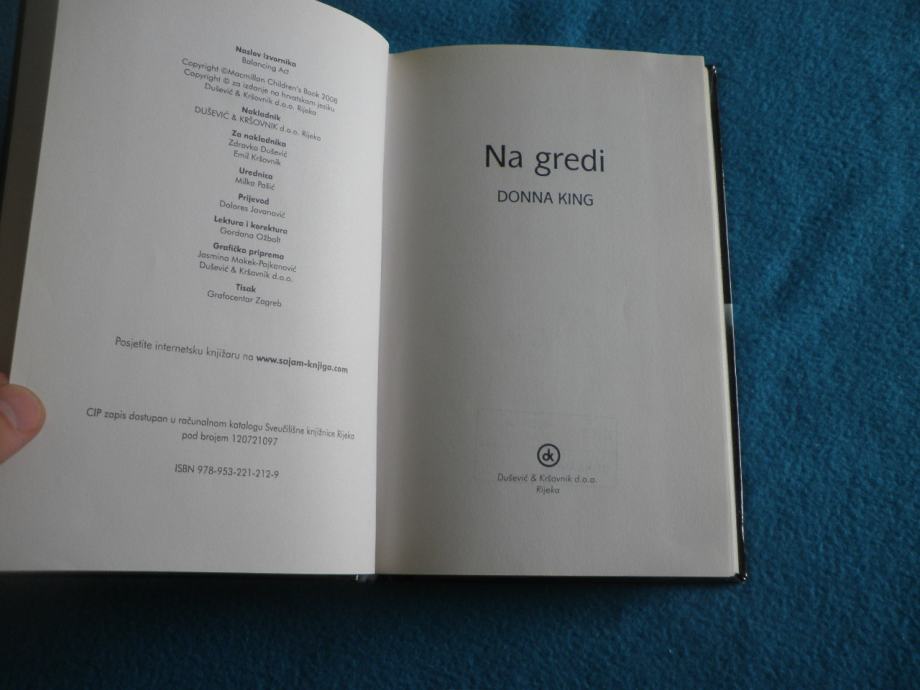 Naslov izvornika
Balancing Act
Copyright ©Macmillan Children's Book 2008
Copyright © za izdanje na hrvatskom jeziku
Dušević & Kršovnik d.o.o. Rijeka
Nakladnik
DUŠEVIĆ & KRŠOVNIK d.o.o. Rijeka
Za nakladnika
Zdravko Dušević
Emil Kršovnik
Urednica
Milka Pašić
Prijevod
Dolores Jovanović
Lektura i korektura
Gordana Ožbolt
Grafička priprema
Jasmina Makek-Pajkanović
Dušević & Kršovnik d.o.o.
Tisak
Grafocentar Zagreb
Posjetite internetsku knjižaru na www.sajam-knjiga.com
CIP zapis dostupan u računalnom katalogu Sveučilišne knjižnice Rijeka
pod brojem 120721097
ISBN 978-953-221-212-9
Na gredi
DONNA KING
dk
Dušević & Kršovnik d.o.o.
Rijeka